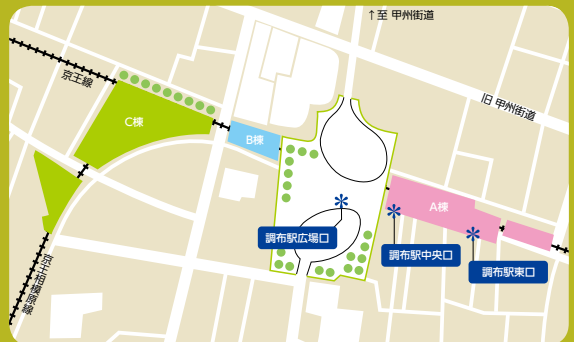 ↑至 甲州街道
京王線
旧 甲州街道
C棟
B棟
A棟
調布駅広場口
調布駅中央口
調布駅東口
京王相模原線